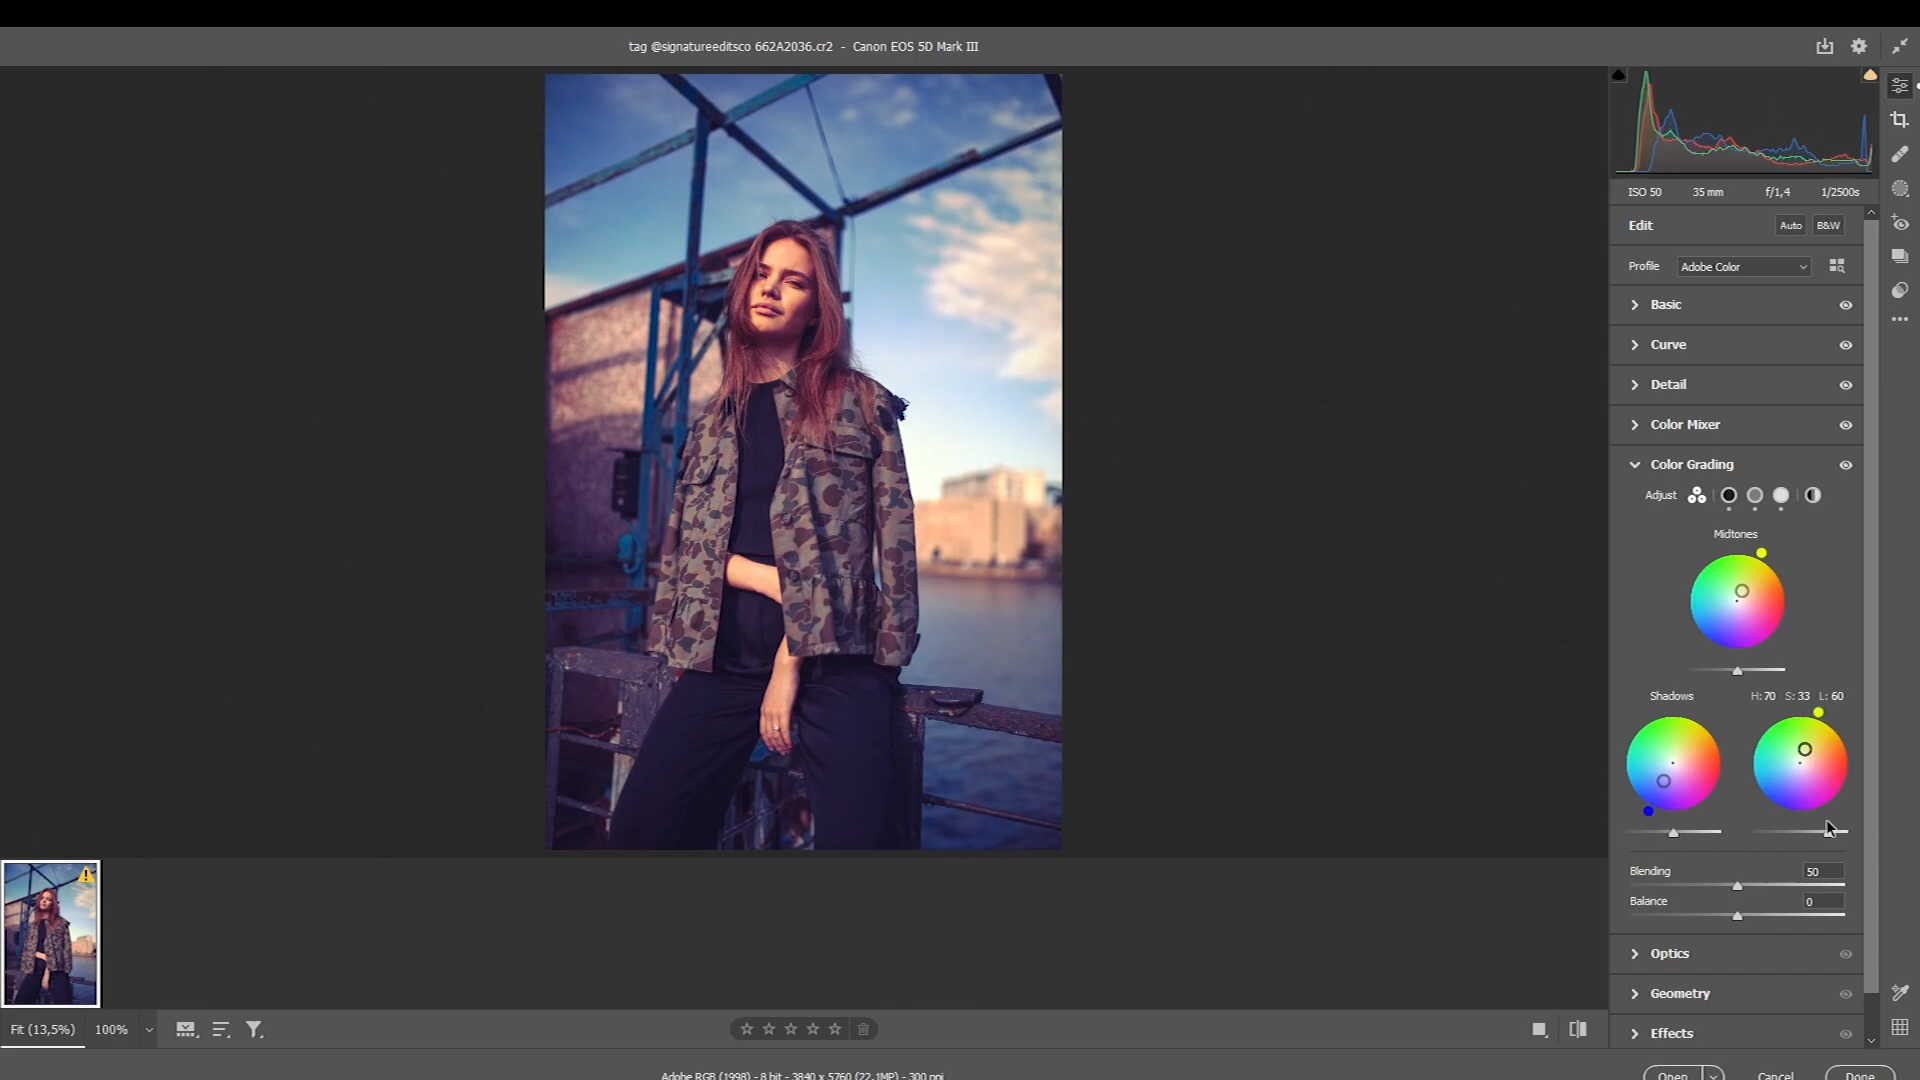 tag @signatureeditsco 662A2036.cr2 - Canon EOS 5D Mark III
ISO 50 35 mm f/1,4 1/2500s
Edit Auto B&W
Profile Adobe Color
Basic
Curve
Detail
Color Mixer
Color Grading
Adjust
Midtones
Shadows H: 70 S: 33 L: 60
Blending 50
Balance 0
Optics
Geometry
Effects
Fit (13,5%) 100%
Adobe RGB (1998) - 8 bit - 3840 x 5760 (22,1MP) - 300 ppi
Open Cancel Done